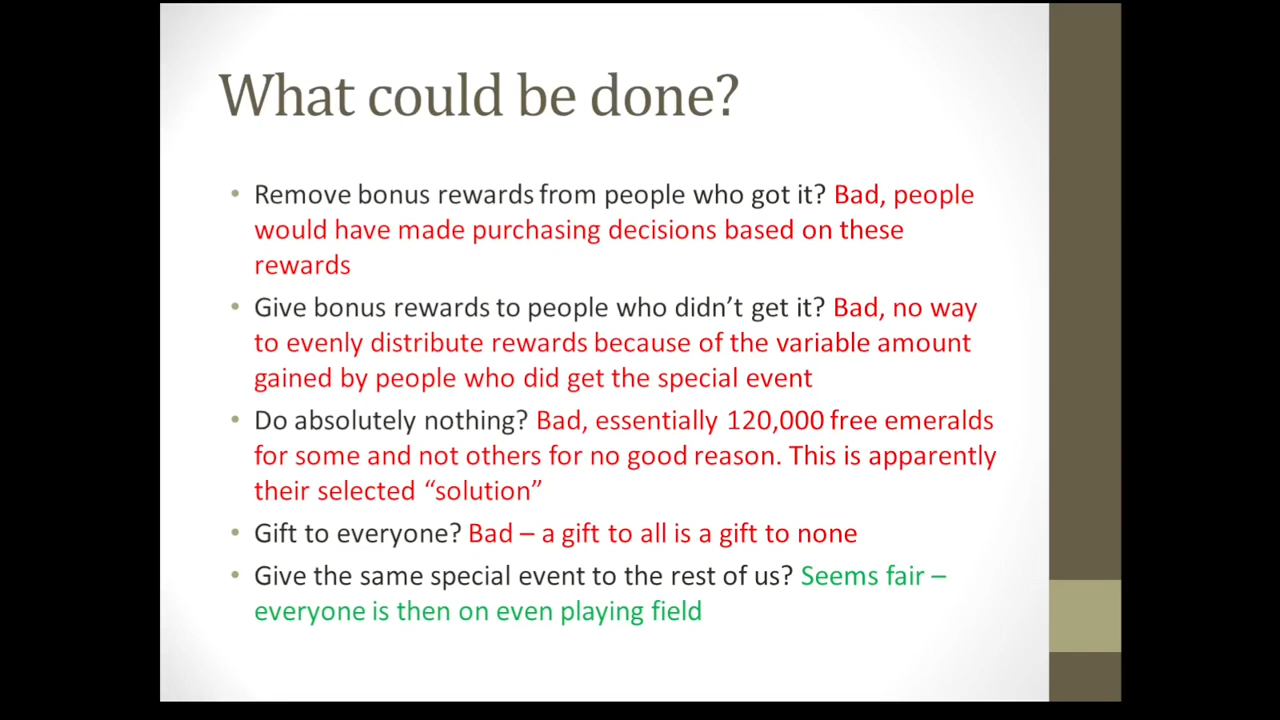 What could be done?
• Remove bonus rewards from people who got it? Bad, people
would have made purchasing decisions based on these
rewards
• Give bonus rewards to people who didn’t get it? Bad, no way
to evenly distribute rewards because of the variable amount
gained by people who did get the special event
• Do absolutely nothing? Bad, essentially 120,000 free emeralds
for some and not others for no good reason. This is apparently
their selected “solution”
• Gift to everyone? Bad – a gift to all is a gift to none
• Give the same special event to the rest of us? Seems fair –
everyone is then on even playing field